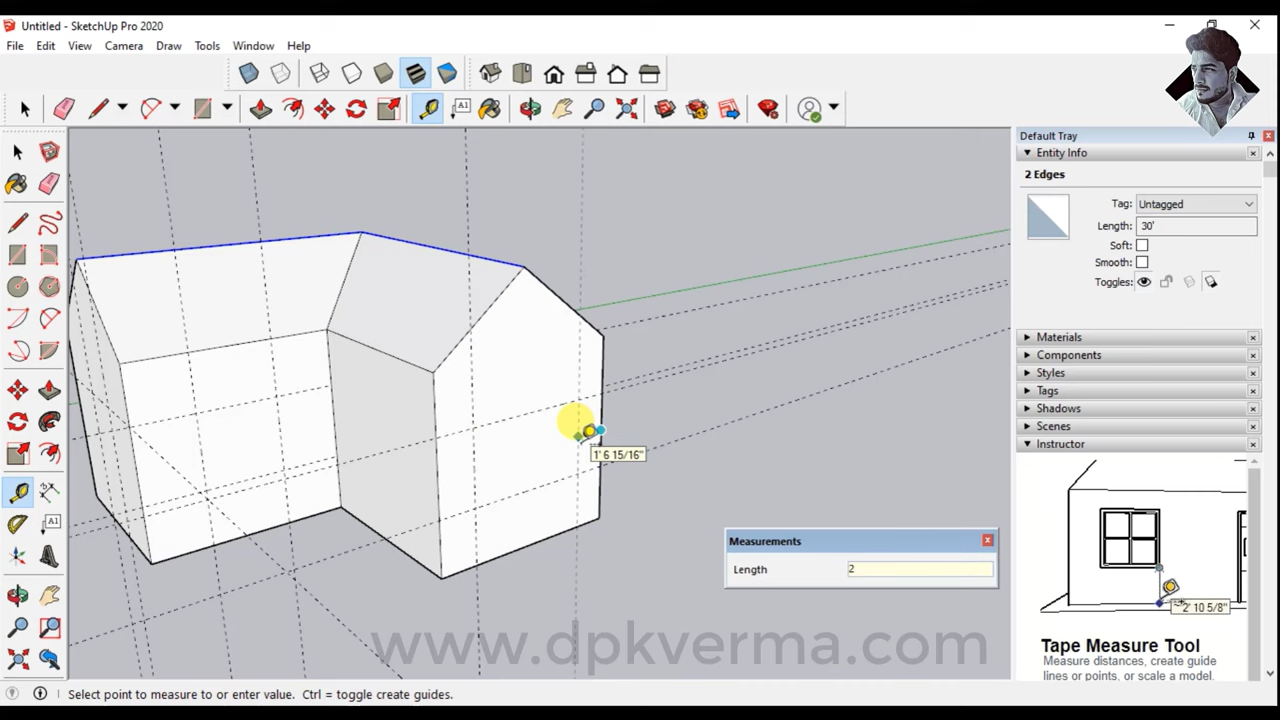 Untitled - SketchUp Pro 2020
File Edit View Camera Draw Tools Window Help
A1
Default Tray
Entity Info
2 Edges
Tag: Untagged
Length: 30'
Soft:
Smooth:
Toggles:
Materials
Components
Styles
Tags
Shadows
Scenes
Instructor
1' 6 15/16"
A1
Measurements
Length 2
~2' 10 5/8"
Tape Measure Tool
Measure distances, create guide
lines or points, or scale a model.
www.dpkverma.com
Select point to measure to or enter value. Ctrl = toggle create guides.